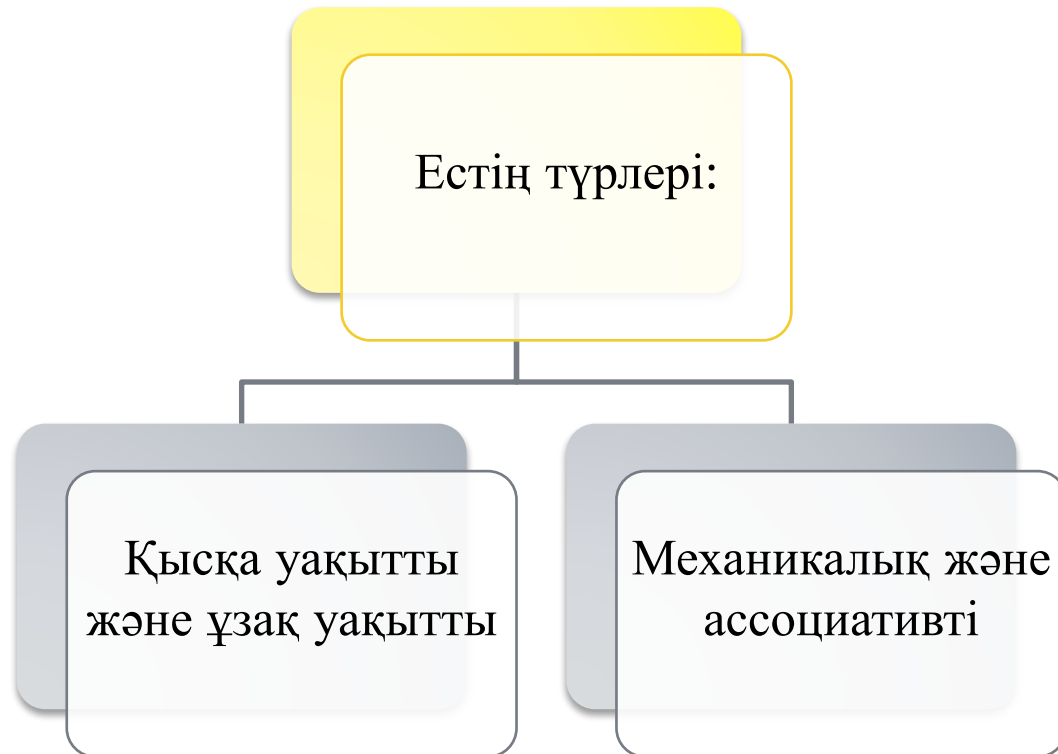 Естің түрлері:
Қысқа уақытты
және ұзақ уақытты
Механикалық және
ассоциативті